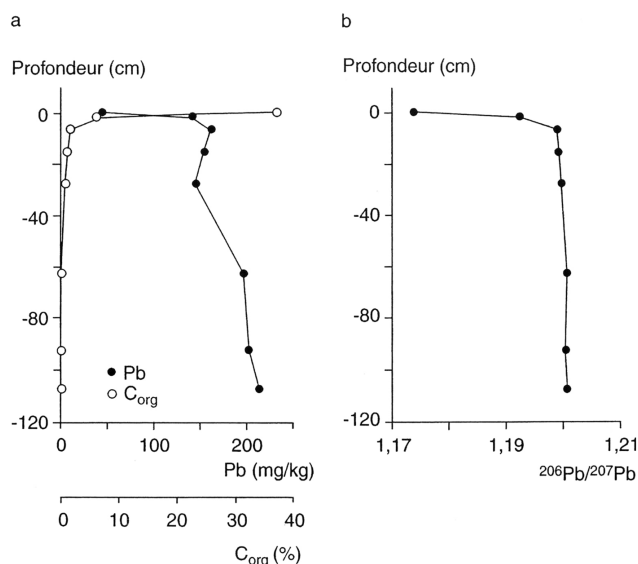 a
Profondeur (cm)
0
-40
-80
-120
Pb
Corg
0 100 200
Pb (mg/kg)
0 10 20 30 40
Corg (%)
b
Profondeur (cm)
0
-40
-80
-120
1,17 1,19 1,21
206Pb/207Pb